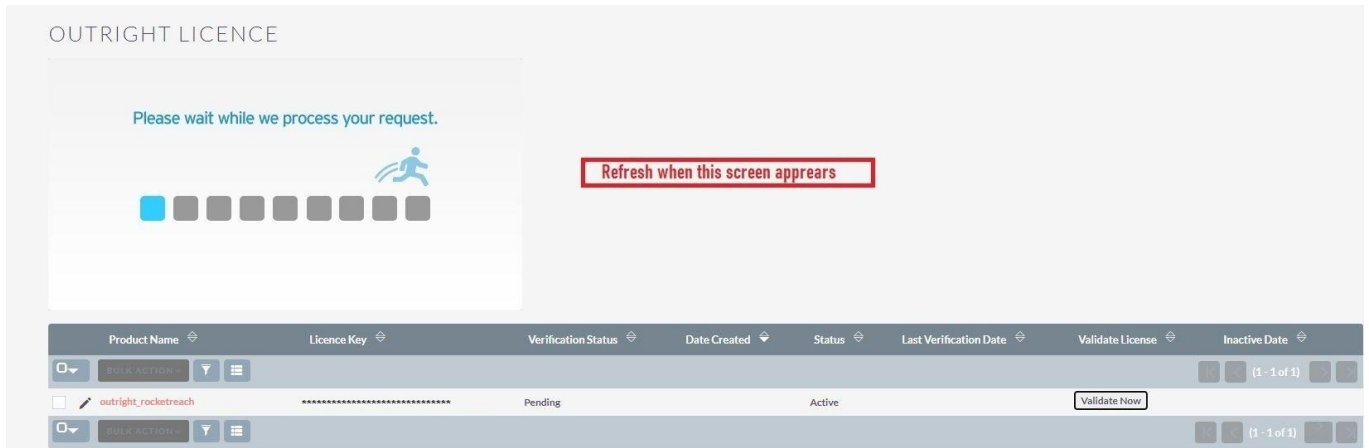 OUTRIGHT LICENCE
Please wait while we process your request.
Refresh when this screen apprears
Product Name Licence Key Verification Status Date Created Status Last Verification Date Validate License Inactive Date
BULK ACTION (1 - 1 of 1)
outright_rocketreach ****************************** Pending Active Validate Now
BULK ACTION (1 - 1 of 1)